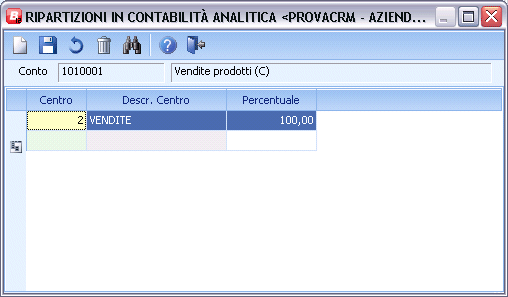 RIPARTIZIONI IN CONTABILITÀ ANALITICA <PROVACRM - AZIEND...
Conto 1010001 Vendite prodotti (C)
Centro Descr. Centro Percentuale
2 VENDITE 100,00